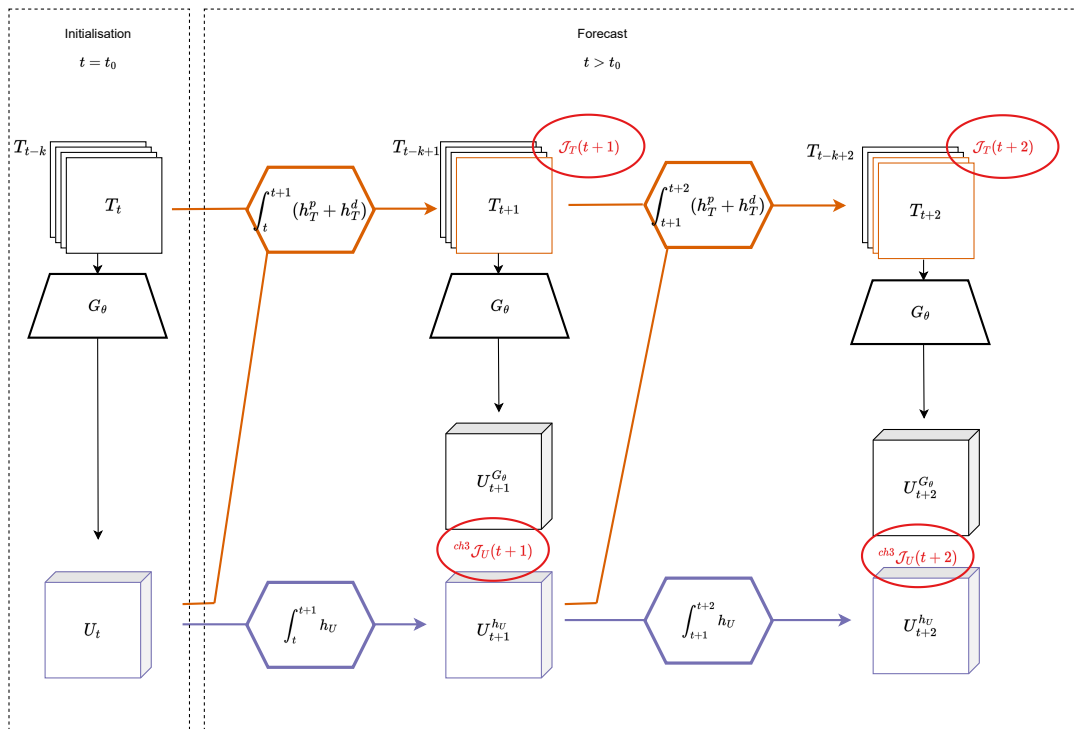 Initialisation
t = t₀
Forecast
t > t₀
T_{t-k}
T_t
∫_t^{t+1} (h_T^p + h_T^d)
T_{t-k+1}
T_{t+1}
𝒥_T(t + 1)
∫_{t+1}^{t+2} (h_T^p + h_T^d)
T_{t-k+2}
T_{t+2}
𝒥_T(t + 2)
G_θ
G_θ
G_θ
U_{t+1}^{G_θ}
U_{t+2}^{G_θ}
^{ch3}𝒥_U(t + 1)
^{ch3}𝒥_U(t + 2)
U_t
∫_t^{t+1} h_U
U_{t+1}^{h_U}
∫_{t+1}^{t+2} h_U
U_{t+2}^{h_U}